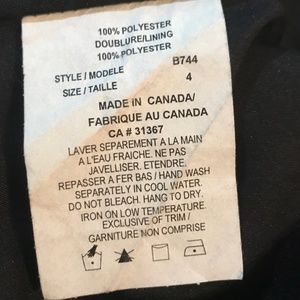 100% POLYESTER
DOUBLURE/LINING
100% POLYESTER
STYLE / MODELE B744
SIZE / TAILLE 4
MADE IN CANADA/
FABRIQUE AU CANADA
CA # 31367
LAVER SEPAREMENT A LA MAIN
A L'EAU FRAICHE. NE PAS
JAVELLISER. ETENDRE.
REPASSER A FER BAS / HAND WASH
SEPARATELY IN COOL WATER.
DO NOT BLEACH. HANG TO DRY.
IRON ON LOW TEMPERATURE.
EXCLUSIVE OF TRIM /
GARNITURE NON COMPRISE